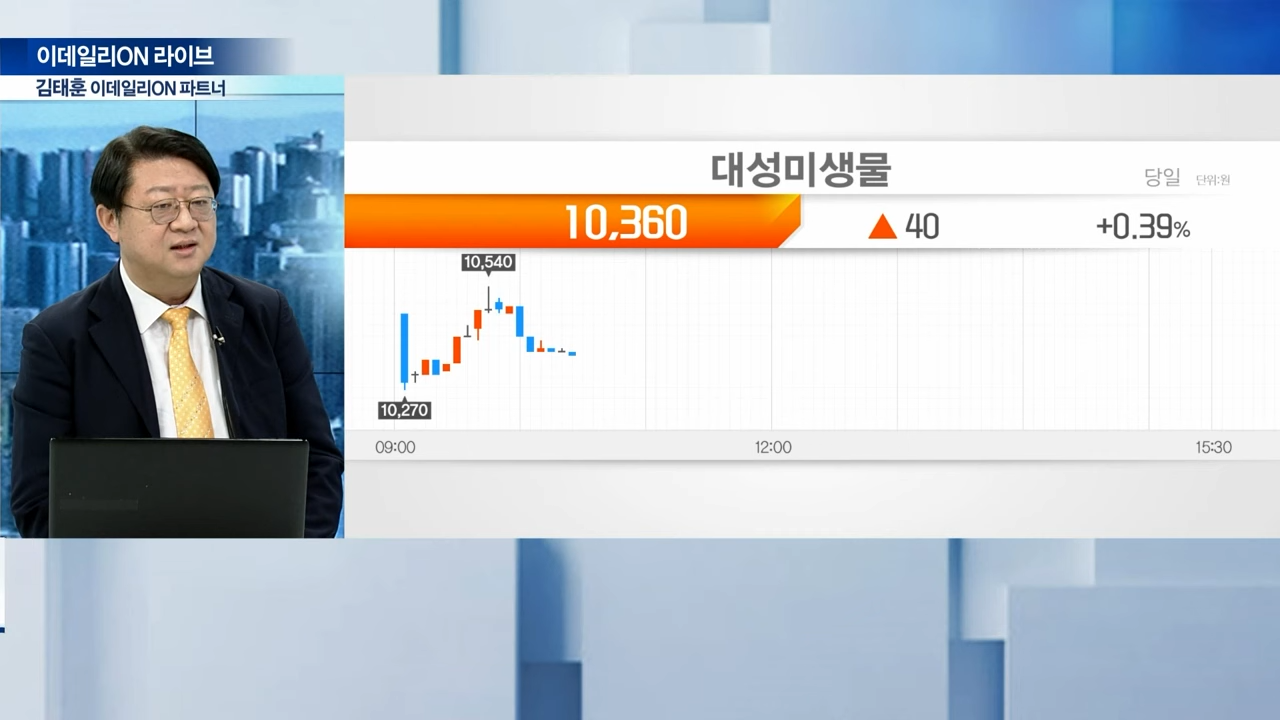 이데일리ON 라이브
김태훈 이데일리ON 파트너
대성미생물
당일 단위:원
10,360 ▲ 40 +0.39%
10,540
10,270
09:00 12:00 15:30